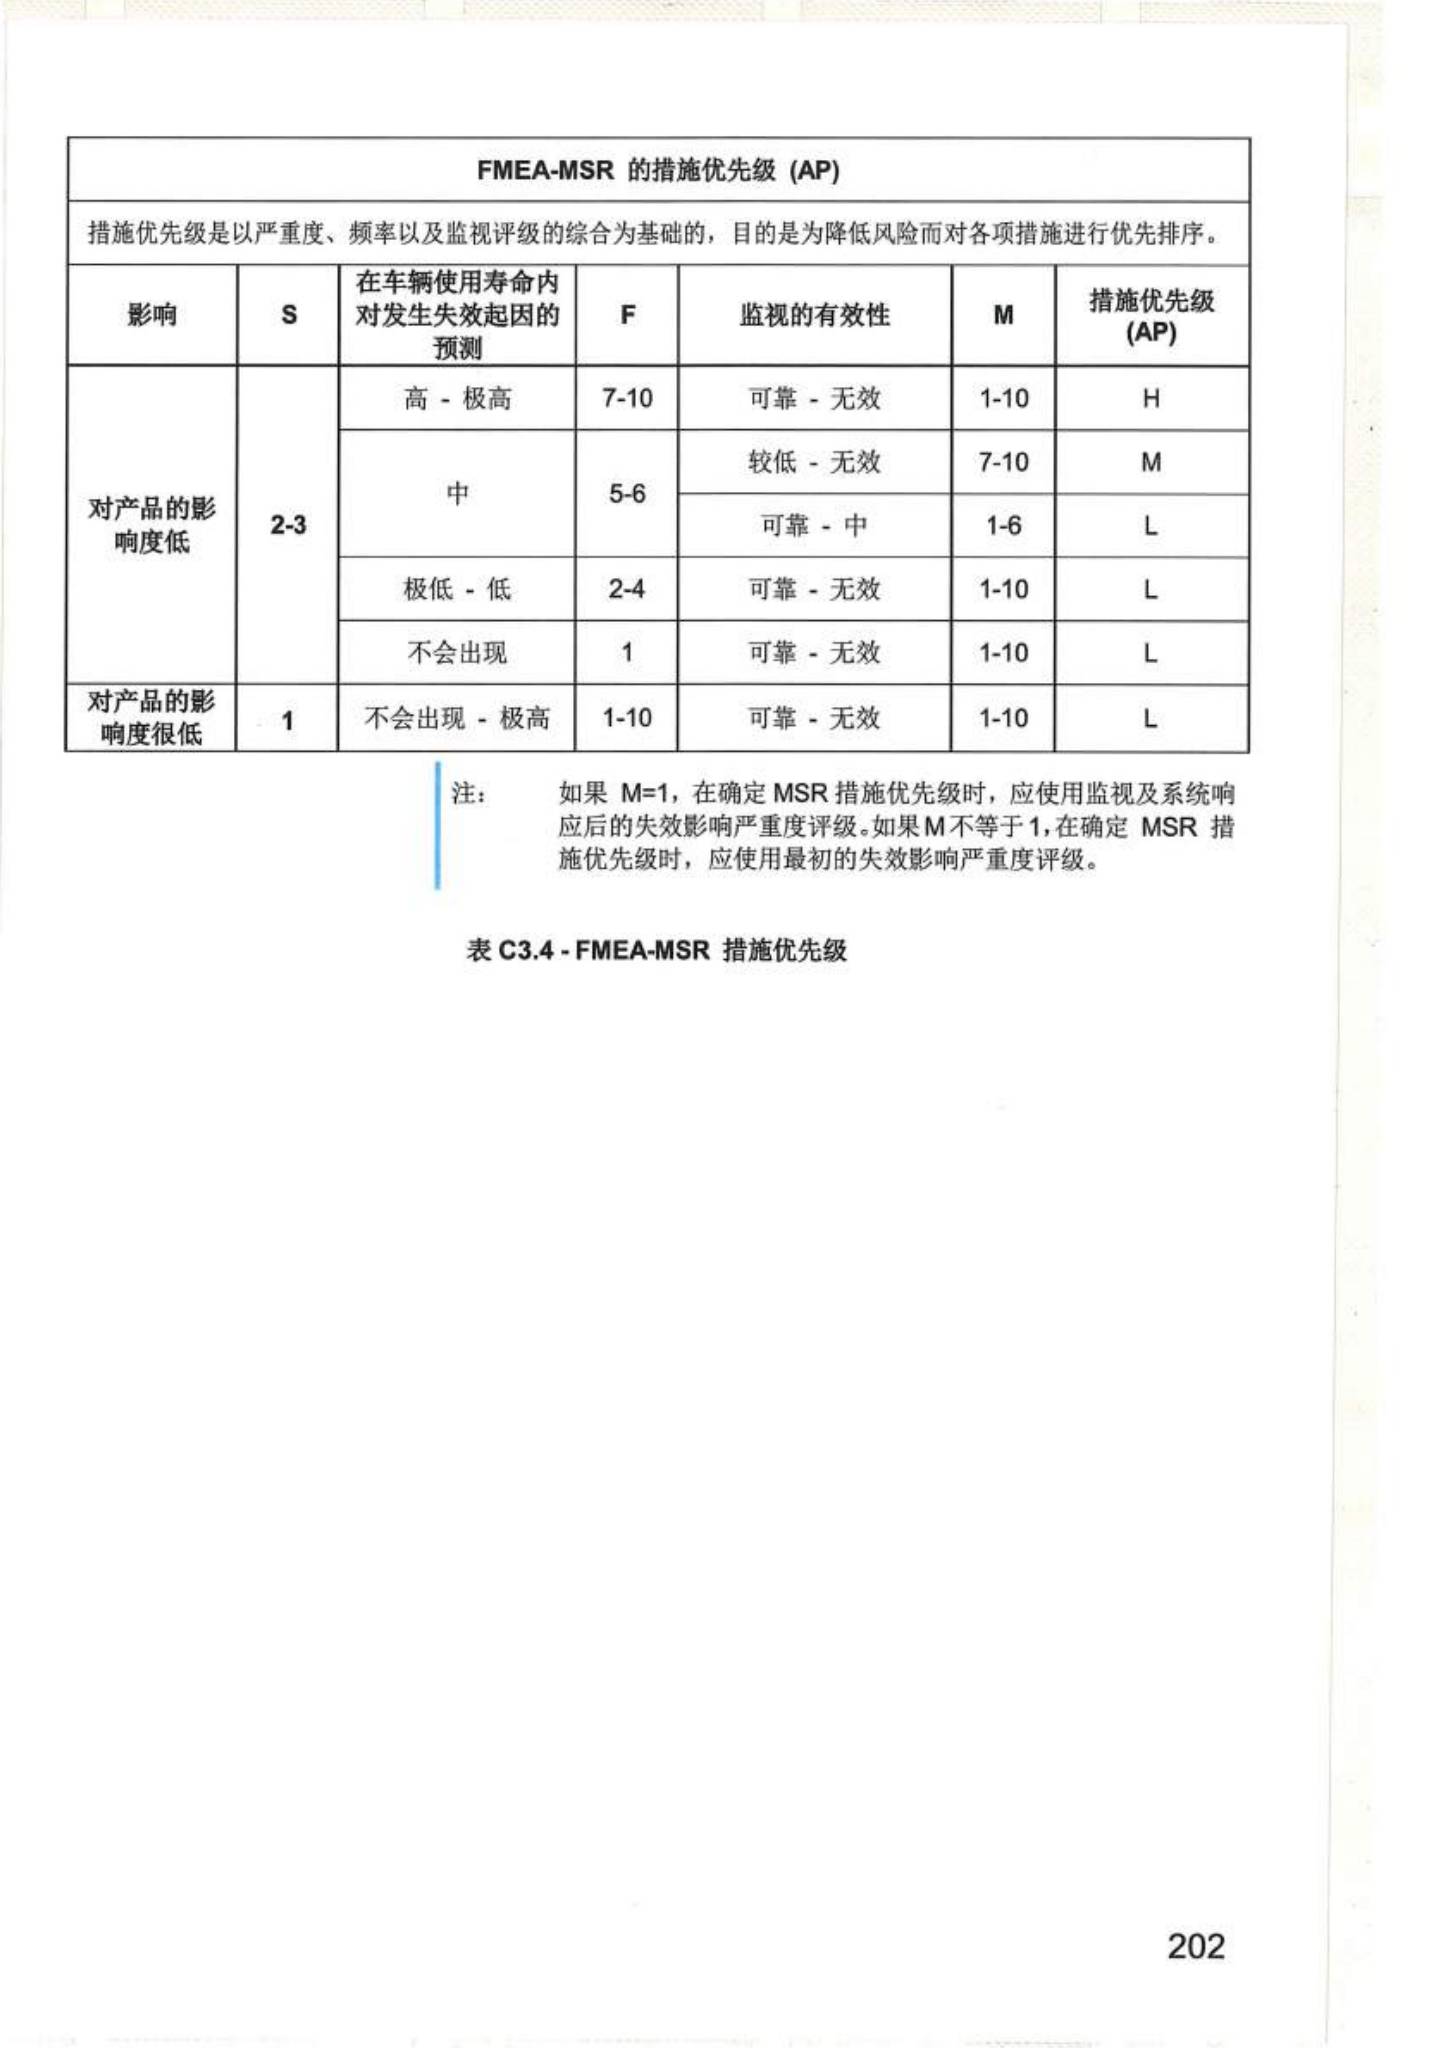 FMEA-MSR 的措施优先级 (AP)
措施优先级是以严重度、频率以及监视评级的综合为基础的，目的是为降低风险而对各项措施进行优先排序。
影响 S 在车辆使用寿命内对发生失效起因的预测 F 监视的有效性 M 措施优先级 (AP)
对产品的影响度低 2-3 高 - 极高 7-10 可靠 - 无效 1-10 H
中 5-6 较低 - 无效 7-10 M
可靠 - 中 1-6 L
极低 - 低 2-4 可靠 - 无效 1-10 L
不会出现 1 可靠 - 无效 1-10 L
对产品的影响度很低 1 不会出现 - 极高 1-10 可靠 - 无效 1-10 L
注： 如果 M=1，在确定 MSR 措施优先级时，应使用监视及系统响
应后的失效影响严重度评级。如果 M 不等于 1，在确定 MSR 措
施优先级时，应使用最初的失效影响严重度评级。
表 C3.4 - FMEA-MSR 措施优先级
202